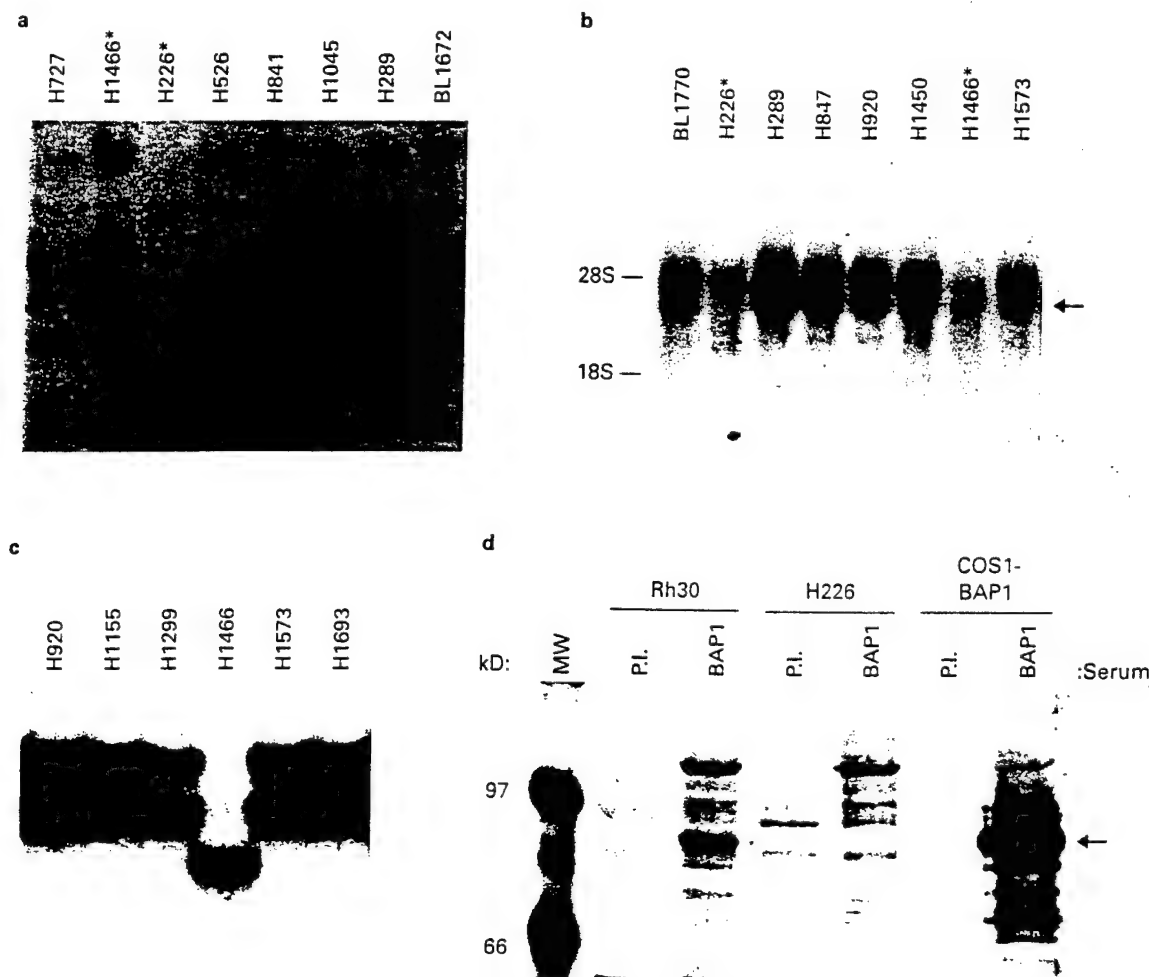 a
H727
H1466*
H226*
H526
H841
H1045
H289
BL1672
b
BL1770
H226*
H289
H847
H920
H1450
H1466*
H1573
28S
18S
c
H920
H1155
H1299
H1466
H1573
H1693
d
Rh30
H226
COS1-
BAP1
kD:
MW
P.I.
BAP1
P.I.
BAP1
P.I.
BAP1
:Serum
97
66